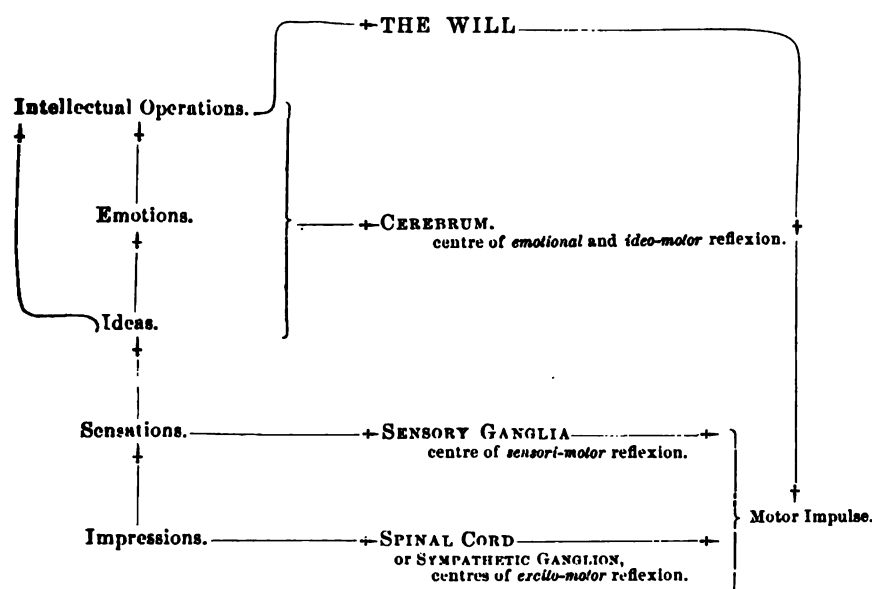 THE WILL
Intellectual Operations.
Emotions.
CEREBRUM.
centre of emotional and ideo-motor reflexion.
Ideas.
Sensations.
SENSORY GANGLIA
centre of sensori-motor reflexion.
Motor Impulse.
Impressions.
SPINAL CORD
or SYMPATHETIC GANGLION,
centres of excito-motor reflexion.